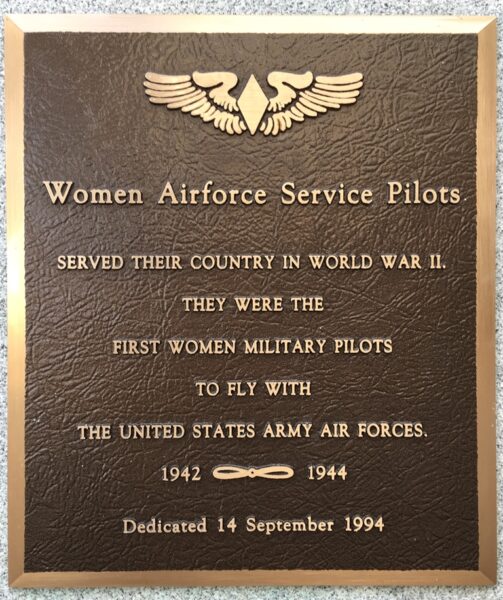 Women Airforce Service Pilots
SERVED THEIR COUNTRY IN WORLD WAR II.
THEY WERE THE
FIRST WOMEN MILITARY PILOTS
TO FLY WITH
THE UNITED STATES ARMY AIR FORCES.
1942 1944
Dedicated 14 September 1994